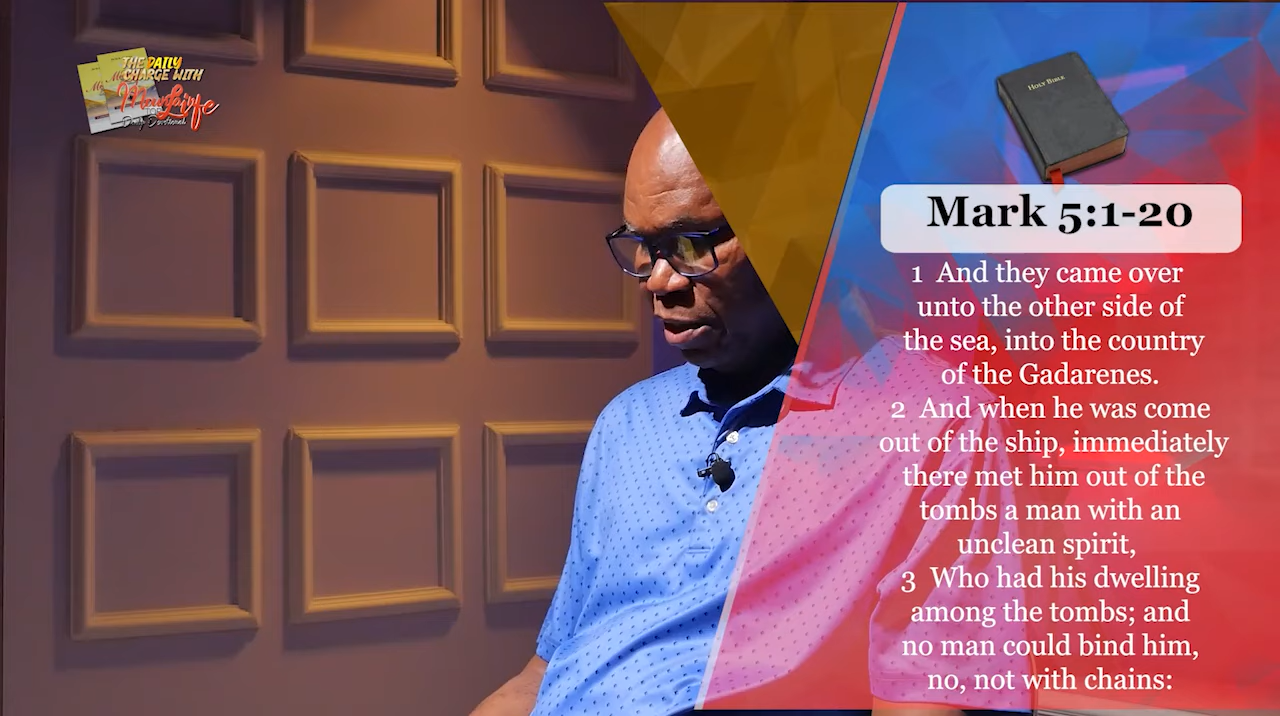 THE DAILY
CHARGE WITH
HOLY BIBLE
Mark 5:1-20
1 And they came over
unto the other side of
the sea, into the country
of the Gadarenes.
2 And when he was come
out of the ship, immediately
there met him out of the
tombs a man with an
unclean spirit,
3 Who had his dwelling
among the tombs; and
no man could bind him,
no, not with chains: